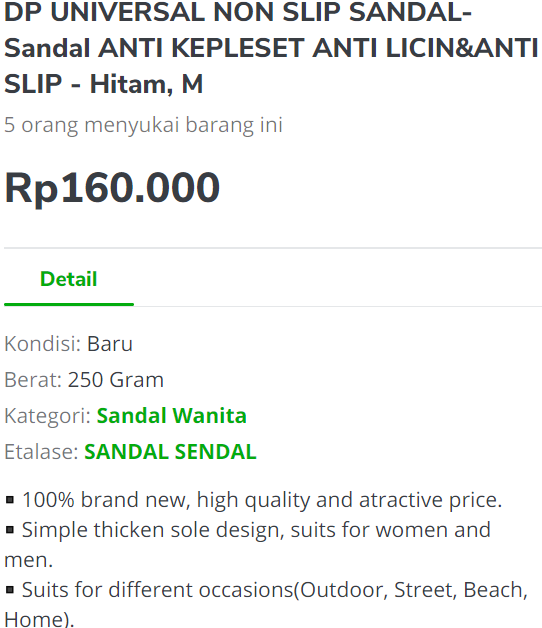 DP UNIVERSAL NON SLIP SANDAL-
Sandal ANTI KEPLESET ANTI LICIN&ANTI
SLIP - Hitam, M
5 orang menyukai barang ini
Rp160.000
Detail
Kondisi: Baru
Berat: 250 Gram
Kategori: Sandal Wanita
Etalase: SANDAL SENDAL
▪ 100% brand new, high quality and atractive price.
▪ Simple thicken sole design, suits for women and
men.
▪ Suits for different occasions(Outdoor, Street, Beach,
Home).